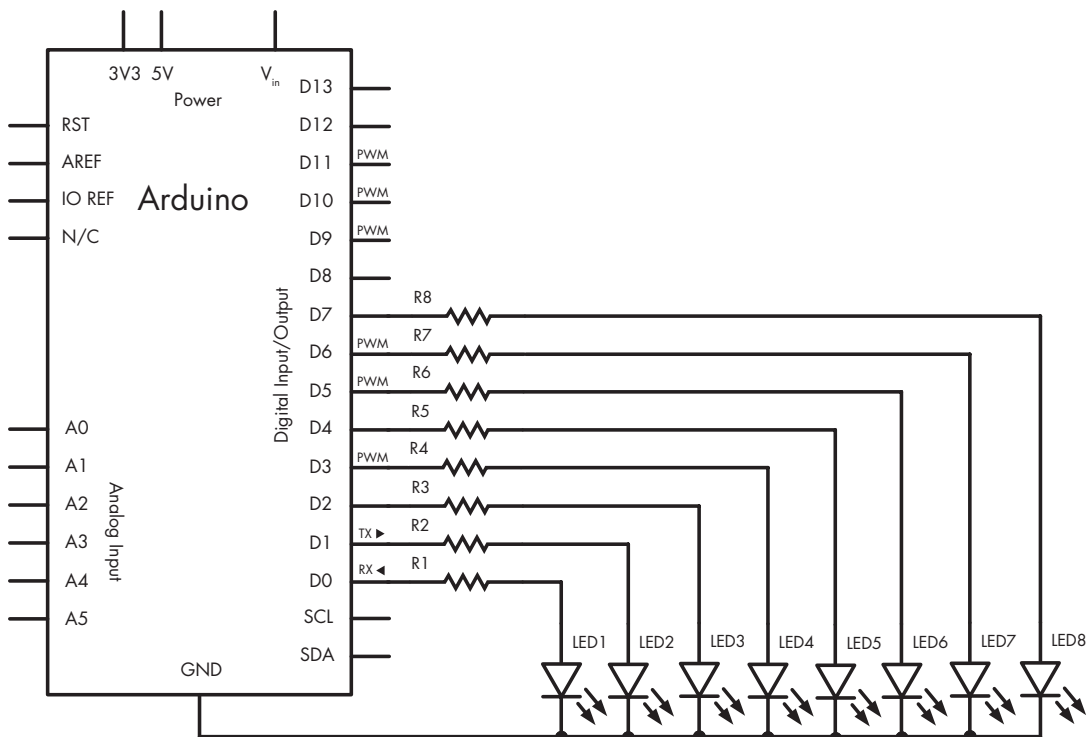 3V3 5V
V_in
Power
Arduino
RST
AREF
IO REF
N/C
Analog Input
A0
A1
A2
A3
A4
A5
GND
Digital Input/Output
D13
D12
D11 PWM
D10 PWM
D9 PWM
D8
D7 R8
D6 PWM R7
D5 PWM R6
D4 R5
D3 PWM R4
D2 R3
D1 TX ► R2
D0 RX ◄ R1
SCL
SDA
LED1 LED2 LED3 LED4 LED5 LED6 LED7 LED8